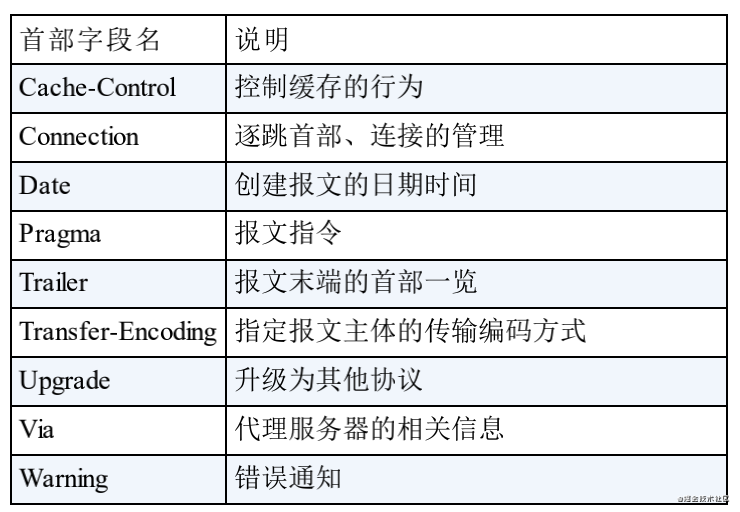 首部字段名 说明
Cache-Control 控制缓存的行为
Connection 逐跳首部、连接的管理
Date 创建报文的日期时间
Pragma 报文指令
Trailer 报文末端的首部一览
Transfer-Encoding 指定报文主体的传输编码方式
Upgrade 升级为其他协议
Via 代理服务器的相关信息
Warning 错误通知
@掘金技术社区